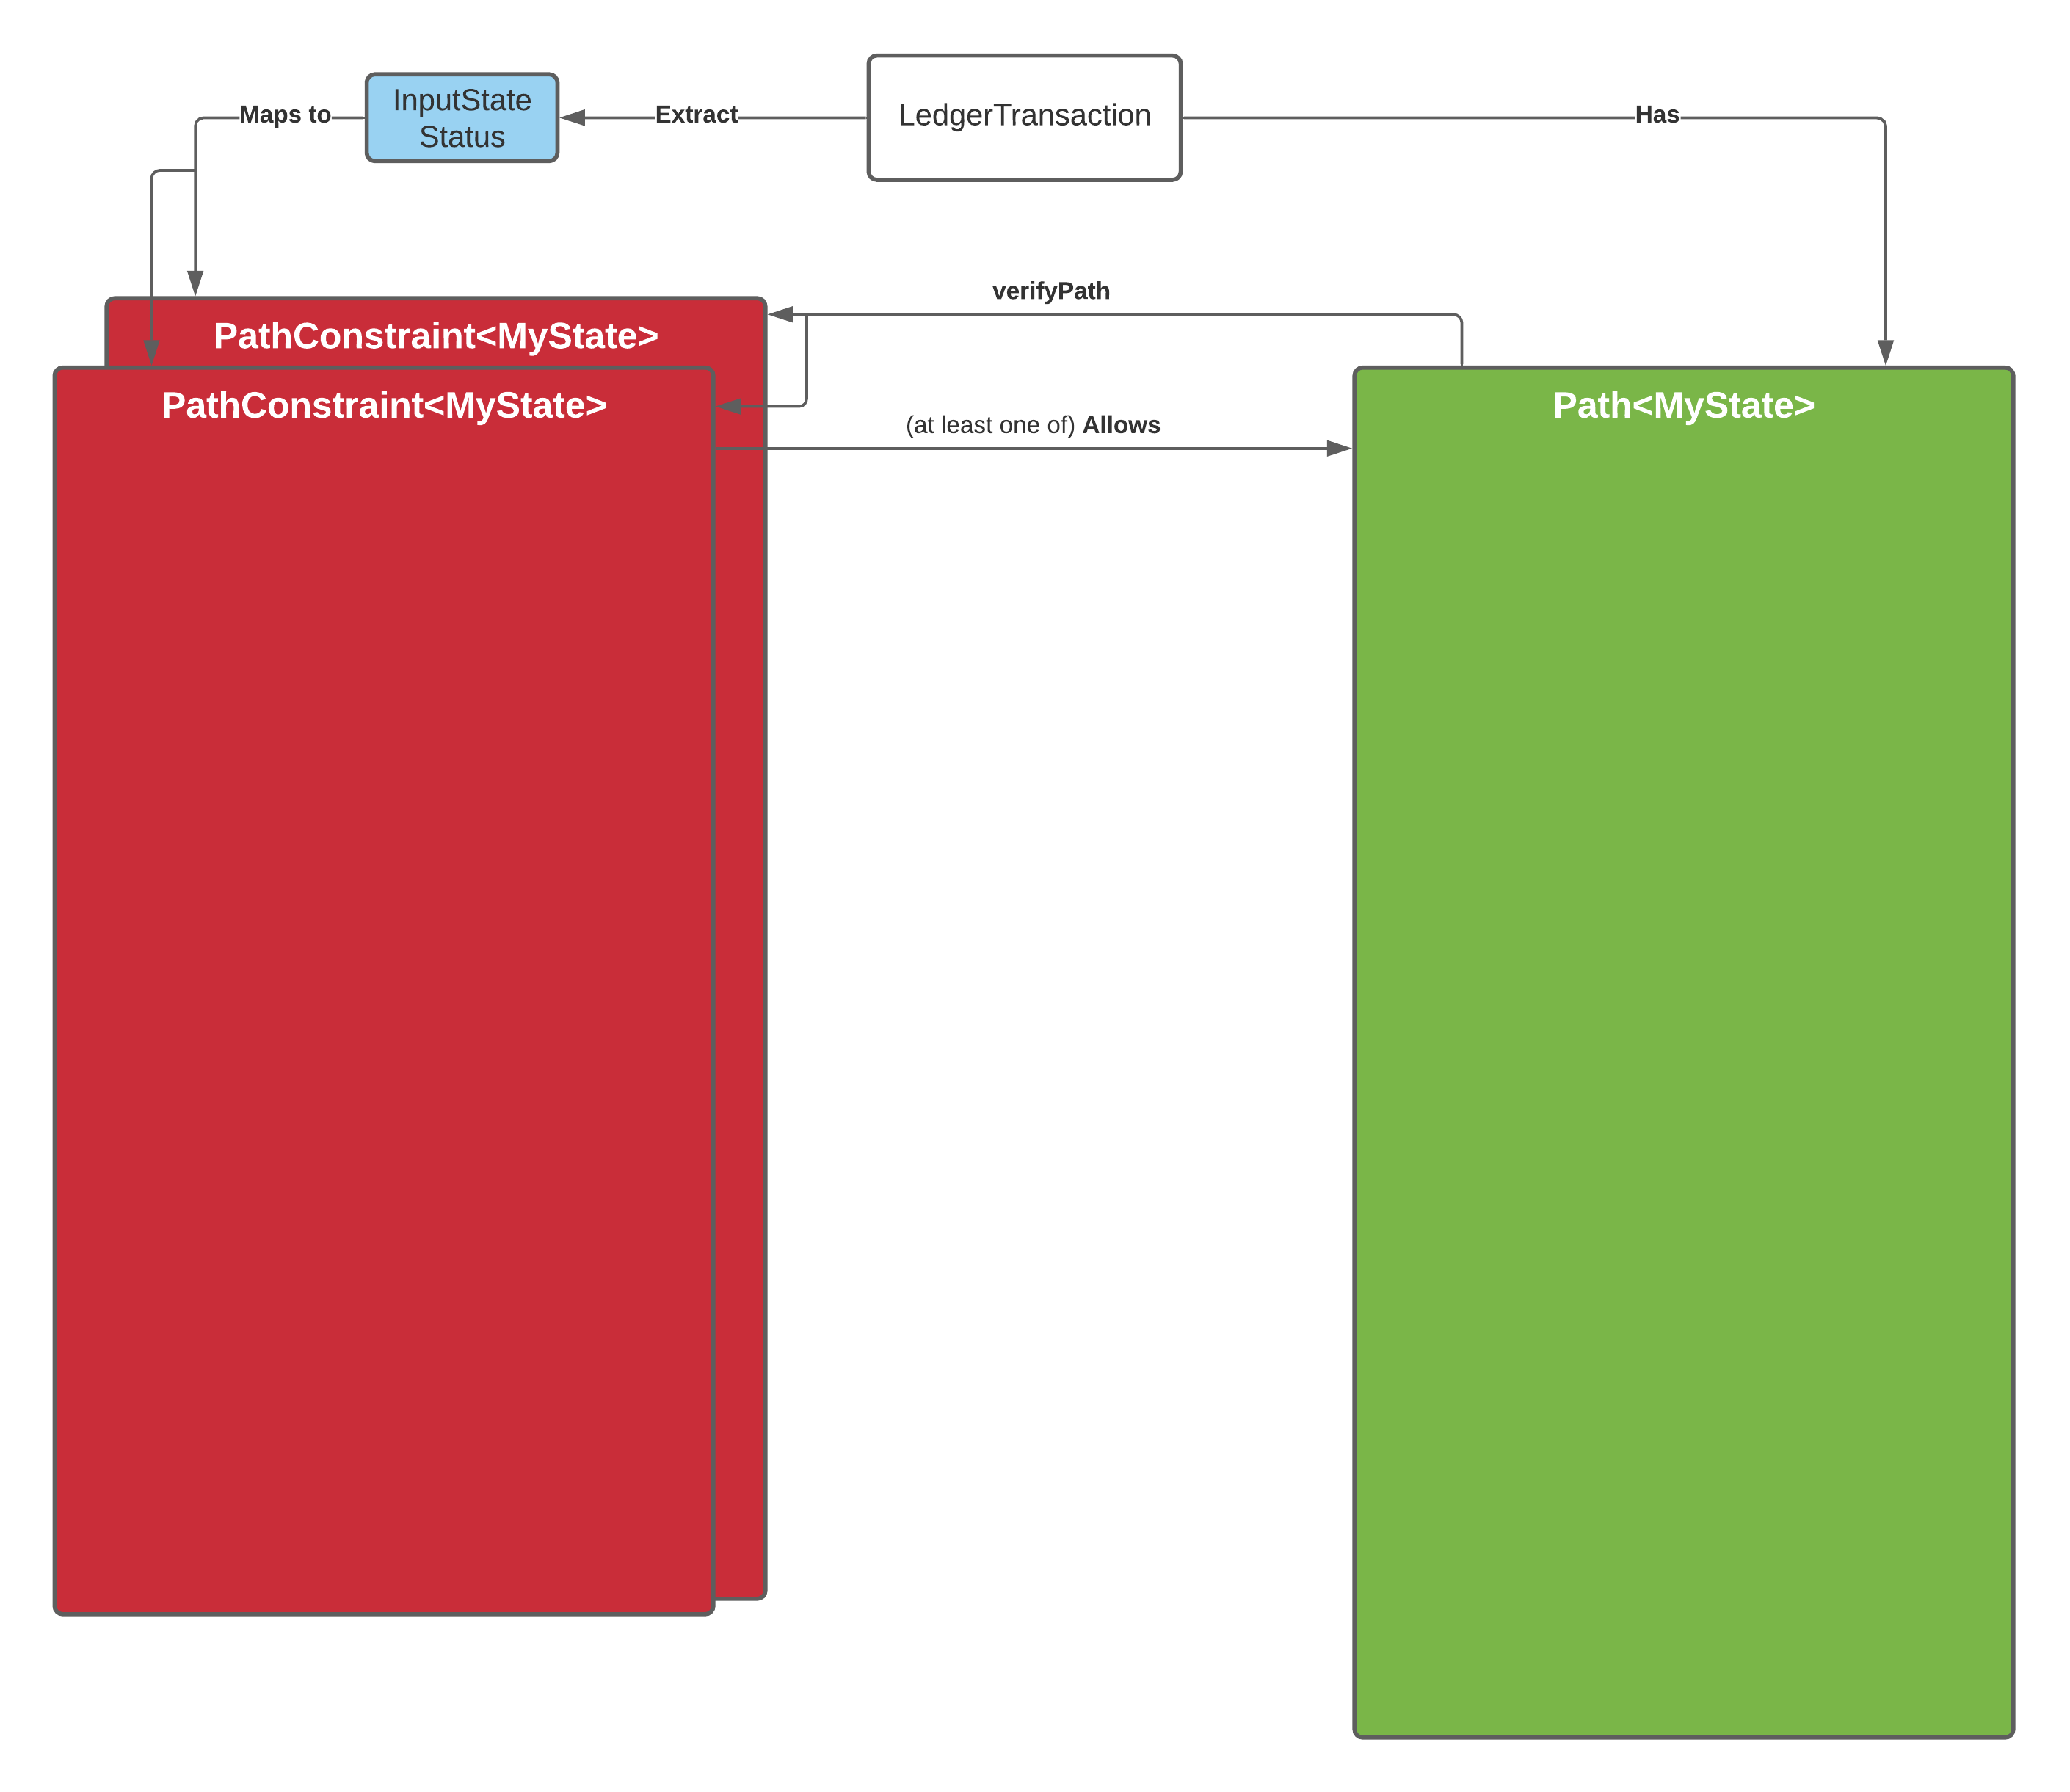 Maps to
InputState
Status
Extract
LedgerTransaction
Has
verifyPath
PathConstraint<MyState>
PathConstraint<MyState>
(at least one of) Allows
Path<MyState>